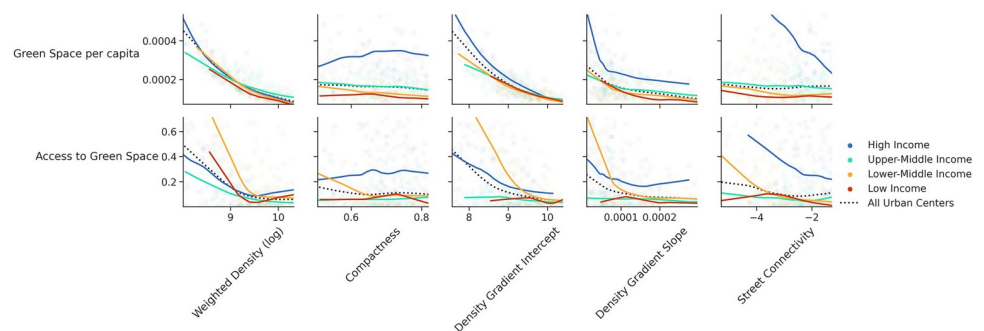 Green Space per capita
0.0004
0.0002
Access to Green Space
0.6
0.4
0.2
9
10
Weighted Density (log)
0.6
0.8
Compactness
8
9
10
Density Gradient Intercept
0.0001
0.0002
Density Gradient Slope
−4
−2
Street Connectivity
High Income
Upper-Middle Income
Lower-Middle Income
Low Income
All Urban Centers